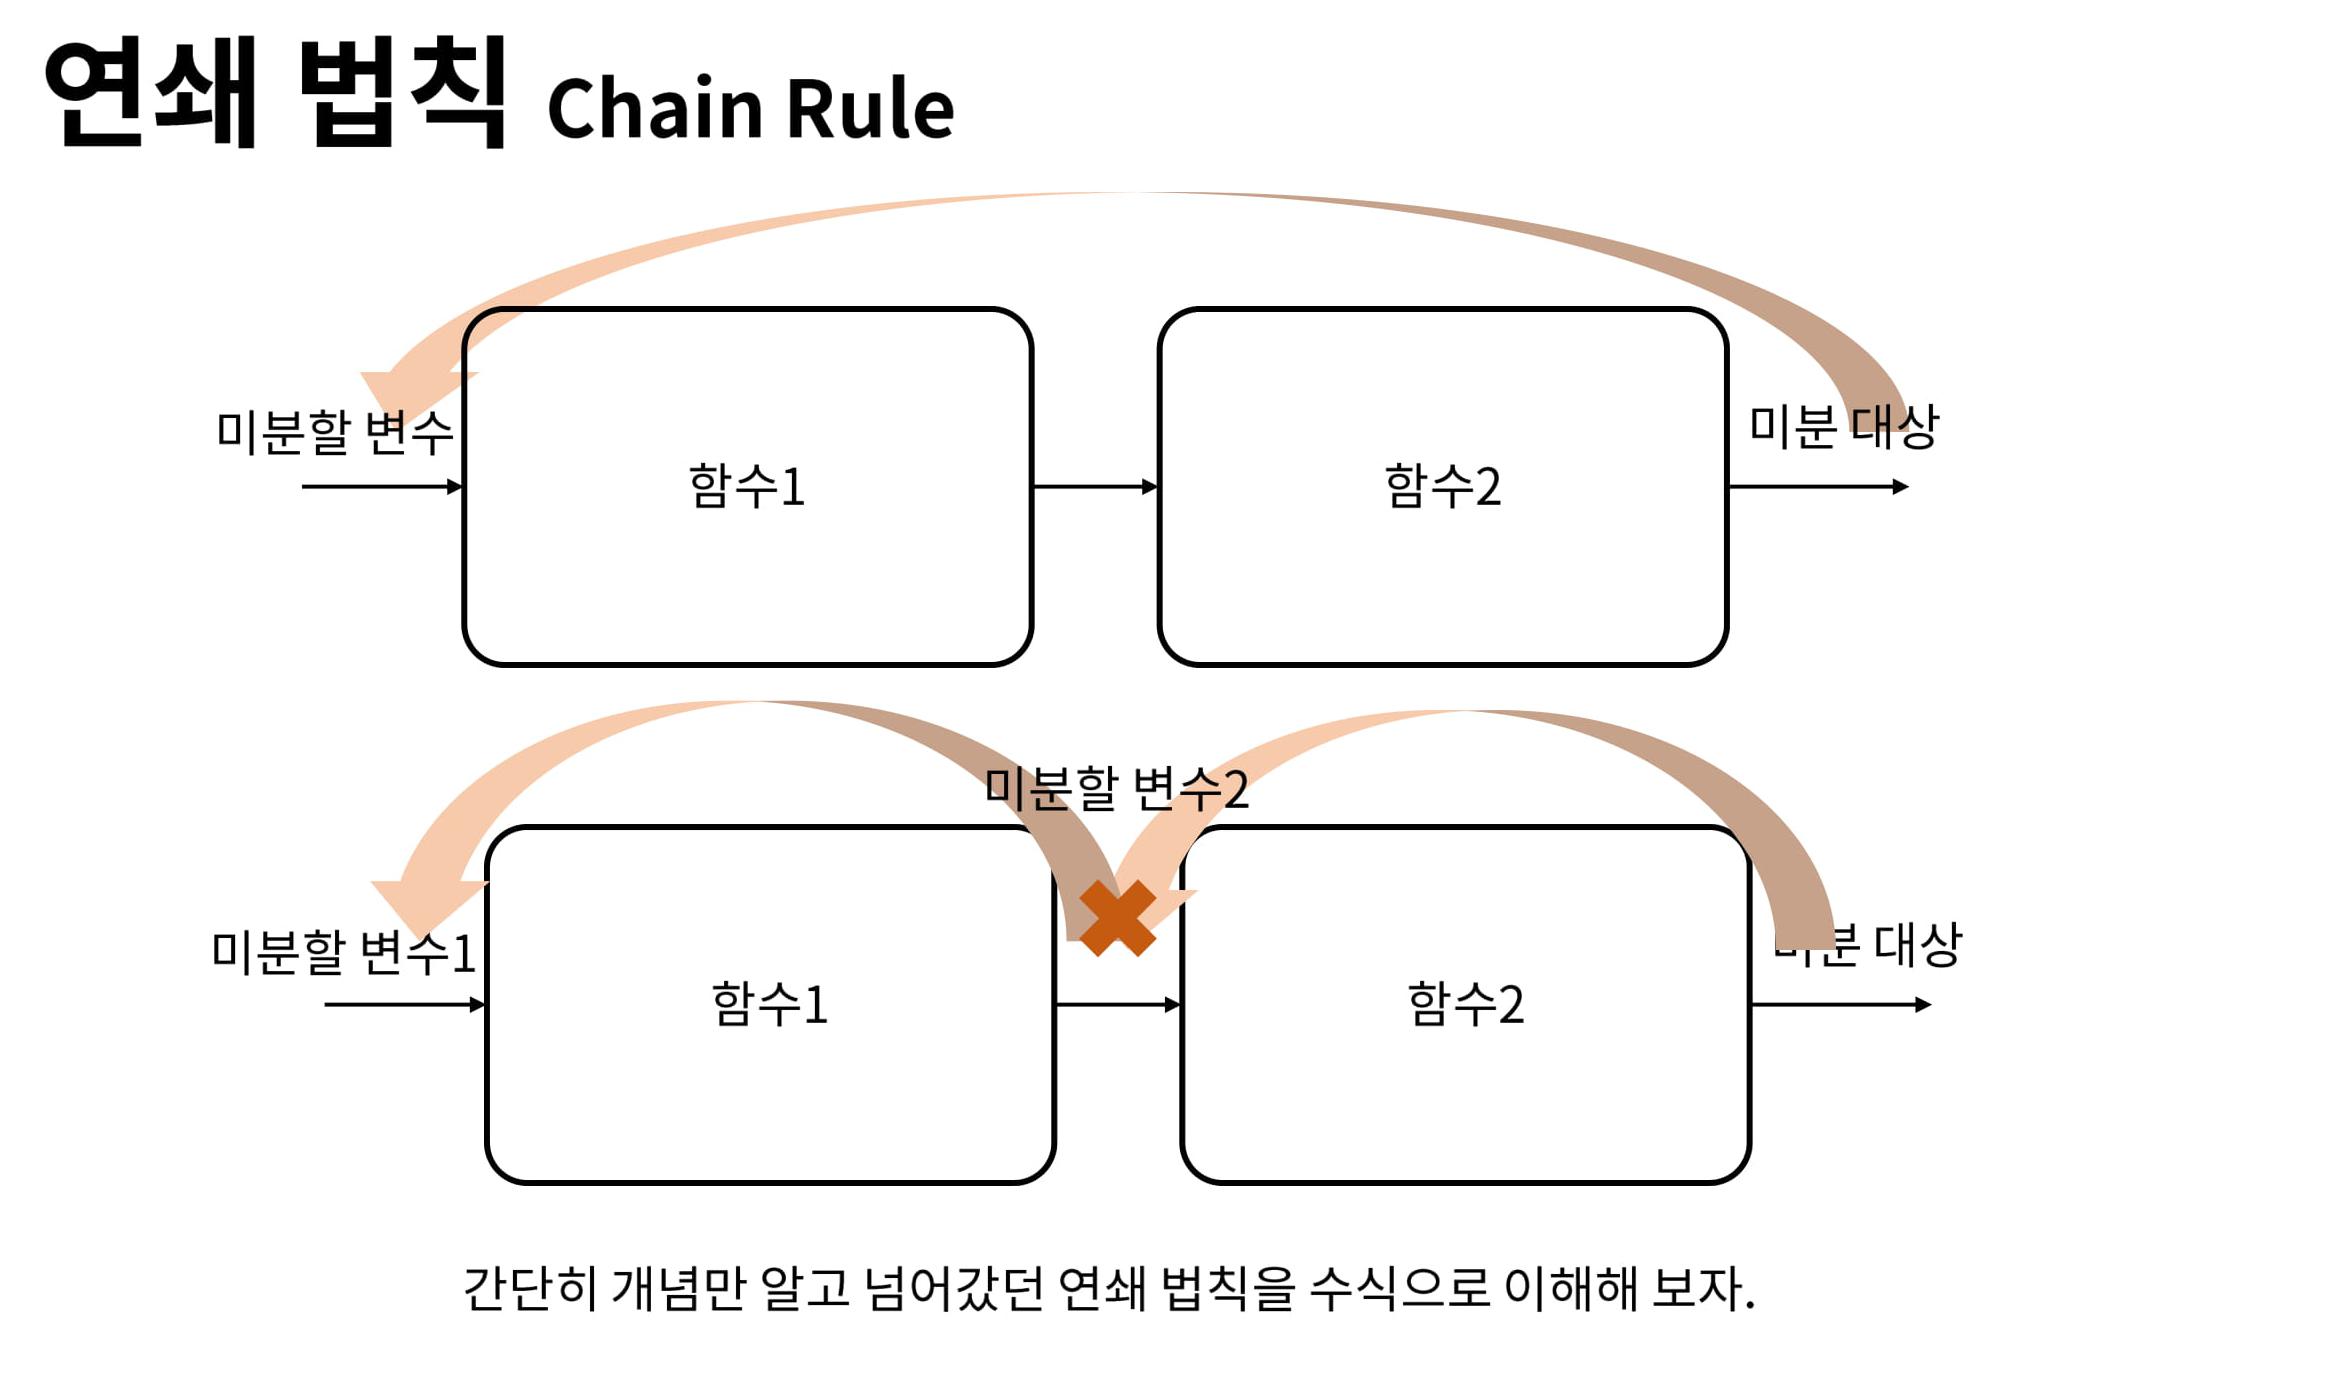 연쇄 법칙 Chain Rule
미분할 변수
미분 대상
함수1
함수2
미분할 변수2
미분할 변수1
미분 대상
함수1
함수2
간단히 개념만 알고 넘어갔던 연쇄 법칙을 수식으로 이해해 보자.